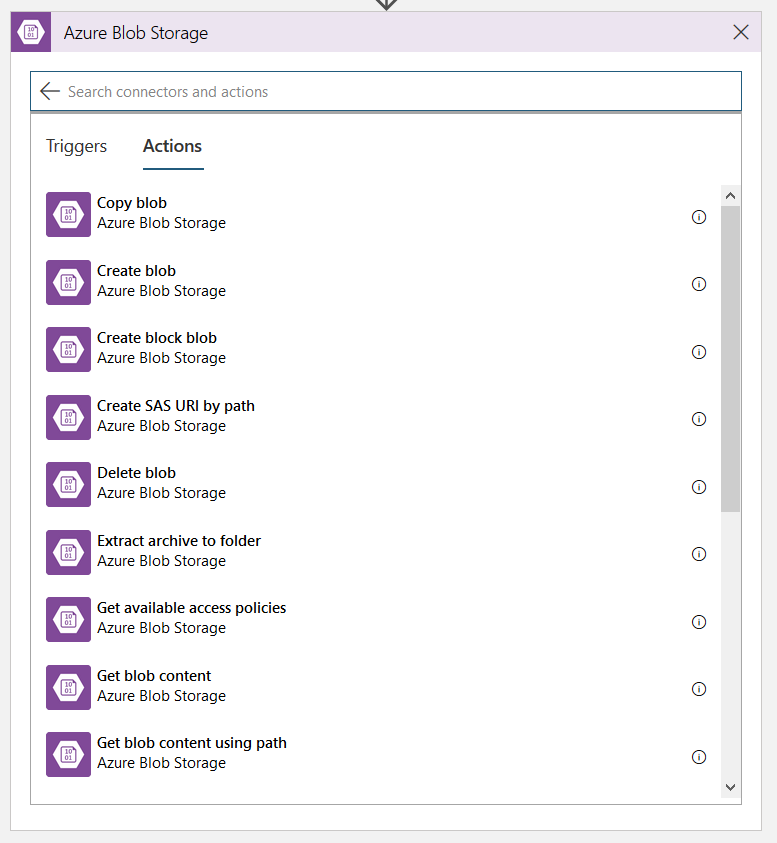 Azure Blob Storage
Search connectors and actions
Triggers Actions
Copy blob
Azure Blob Storage
Create blob
Azure Blob Storage
Create block blob
Azure Blob Storage
Create SAS URI by path
Azure Blob Storage
Delete blob
Azure Blob Storage
Extract archive to folder
Azure Blob Storage
Get available access policies
Azure Blob Storage
Get blob content
Azure Blob Storage
Get blob content using path
Azure Blob Storage